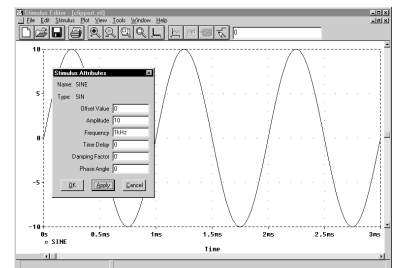 Stimulus Editor - [clippert.stl]
File Edit Stimulus Plot View Tools Window Help
0
10
5
0
-5
-10
Stimulus Attributes
Name: SINE
Type: SIN
Offset Value 0
Amplitude 10
Frequency 1kHz
Time Delay 0
Damping Factor 0
Phase Angle 0
OK Apply Cancel
0s 0.5ms 1ms 1.5ms 2ms 2.5ms 3ms
SINE
Time